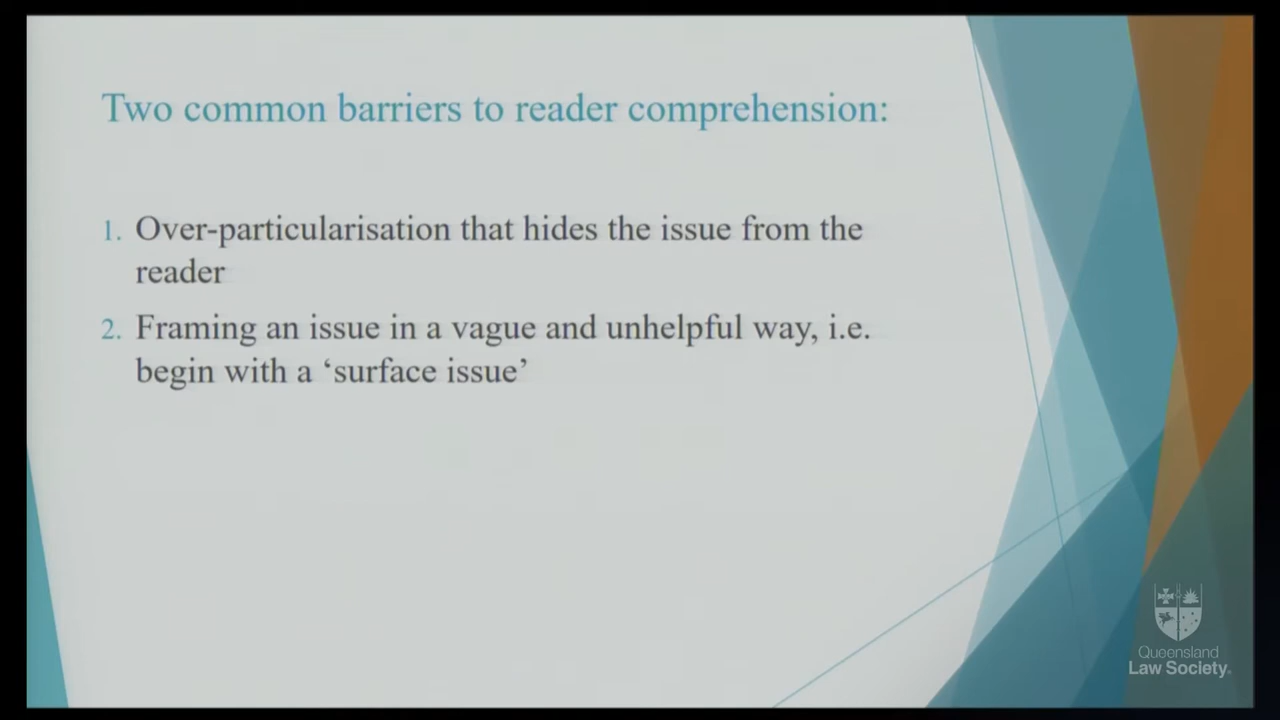 Two common barriers to reader comprehension:
1. Over-particularisation that hides the issue from the
reader
2. Framing an issue in a vague and unhelpful way, i.e.
begin with a ‘surface issue’
Queensland
Law Society.